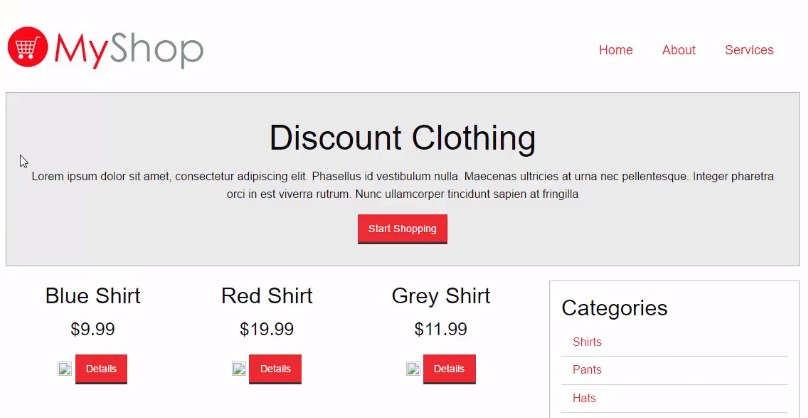 MyShop
Home About Services
Discount Clothing
Lorem ipsum dolor sit amet, consectetur adipiscing elit. Phasellus id vestibulum nulla. Maecenas ultricies at urna nec pellentesque. Integer pharetra
orci in est viverra rutrum. Nunc ullamcorper tincidunt sapien at fringilla
Start Shopping
Blue Shirt
$9.99
Details
Red Shirt
$19.99
Details
Grey Shirt
$11.99
Details
Categories
Shirts
Pants
Hats